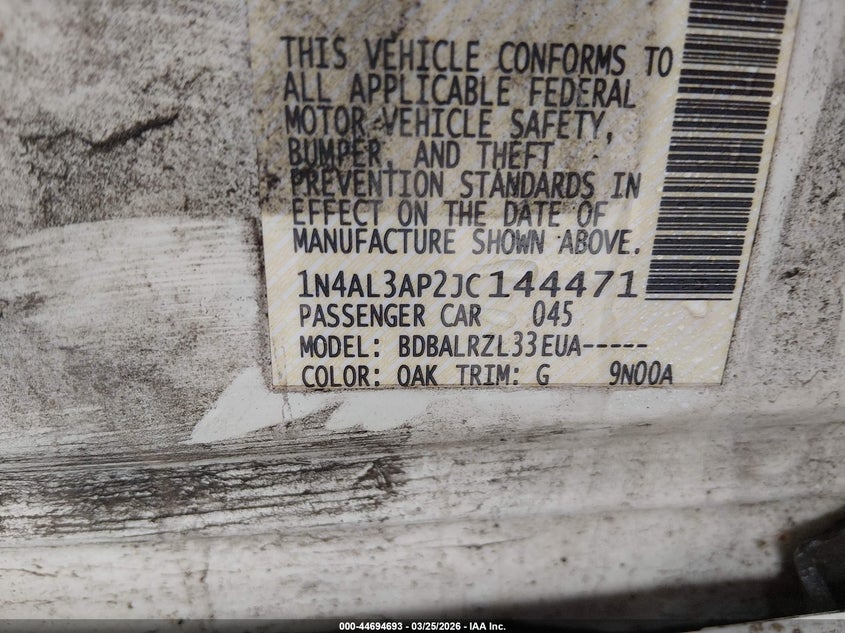 THIS VEHICLE CONFORMS TO
ALL APPLICABLE FEDERAL
MOTOR VEHICLE SAFETY,
BUMPER, AND THEFT
PREVENTION STANDARDS IN
EFFECT ON THE DATE OF
MANUFACTURE SHOWN ABOVE.
1N4AL3AP2JC144471
PASSENGER CAR 045
MODEL: BDBALRZL33EUA-----
COLOR: QAK TRIM: G 9N00A
000-44694693 - 03/25/2026 - IAA Inc.